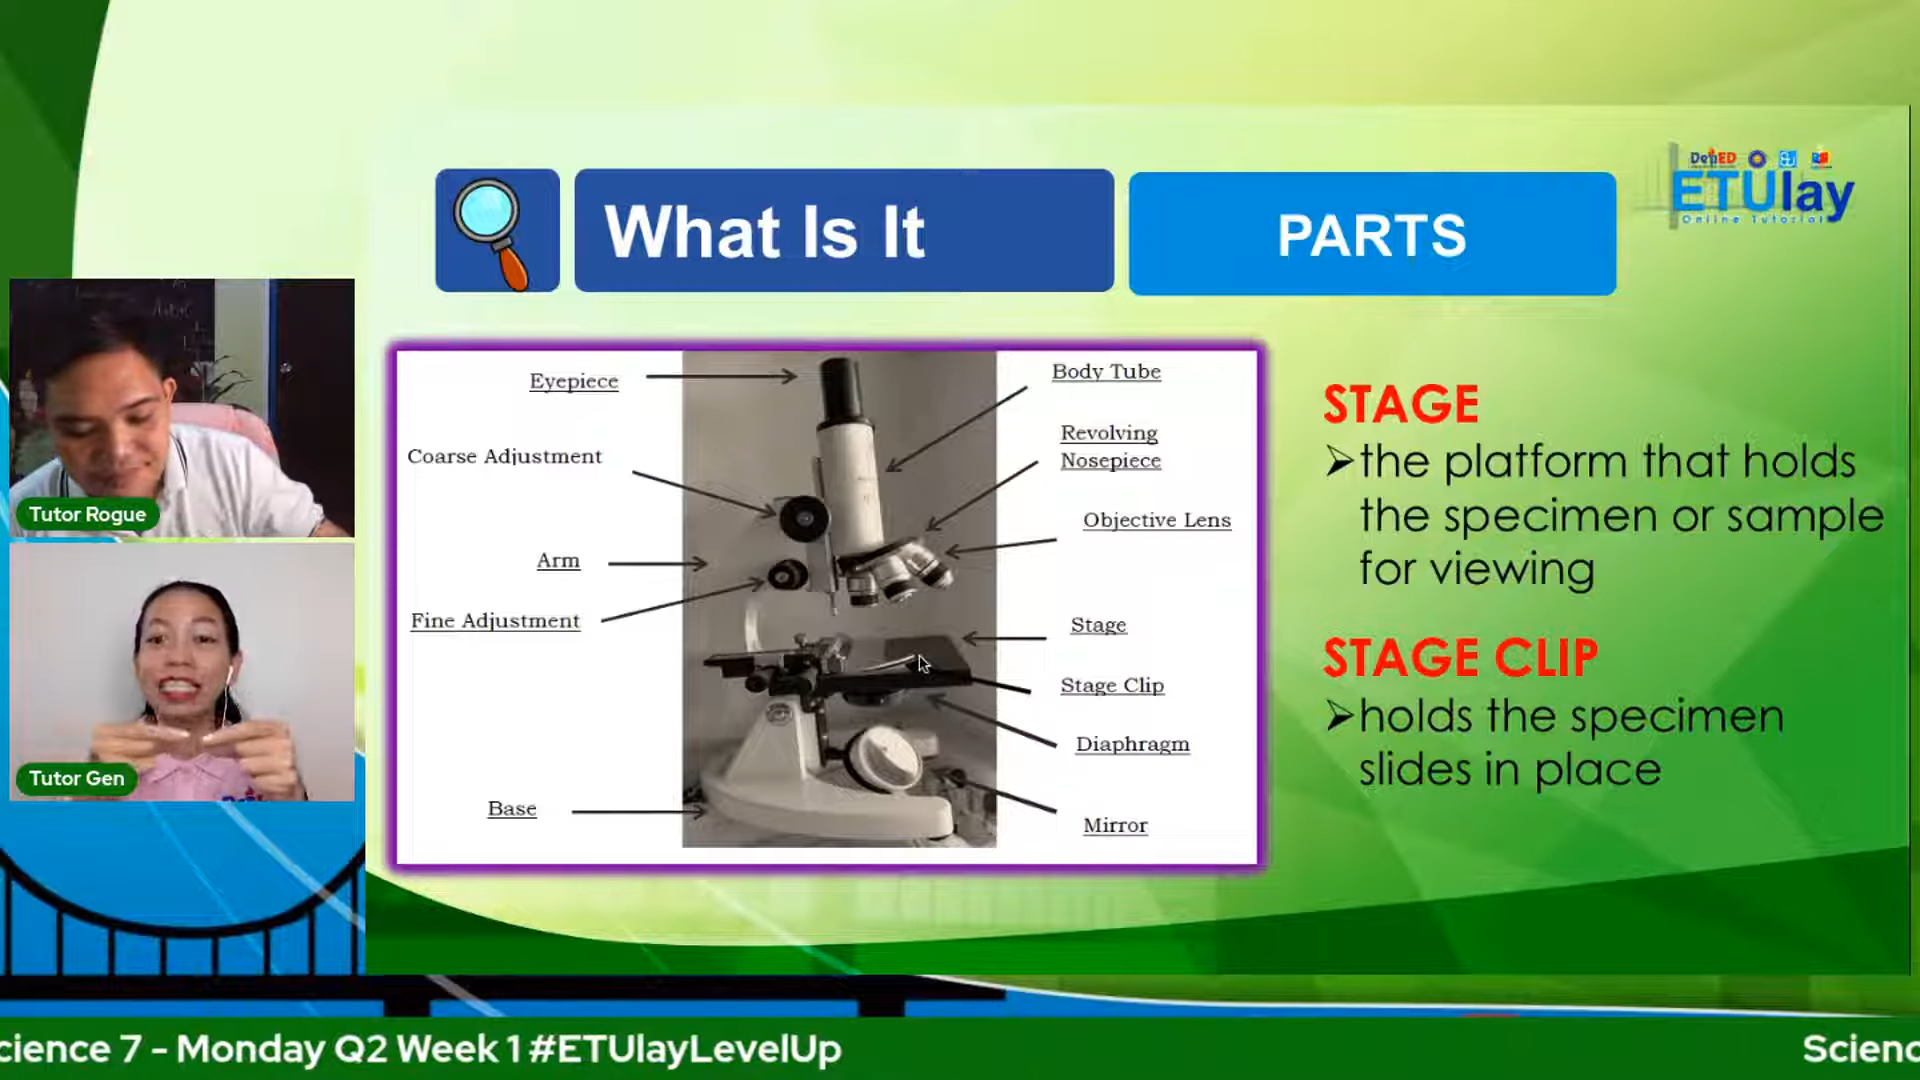 What Is It
PARTS
DepED
ETUlay
Online Tutorial
Eyepiece
Coarse Adjustment
Arm
Fine Adjustment
Base
Body Tube
Revolving
Nosepiece
Objective Lens
Stage
Stage Clip
Diaphragm
Mirror
STAGE
➢the platform that holds
the specimen or sample
for viewing
STAGE CLIP
➢holds the specimen
slides in place
Tutor Rogue
Tutor Gen
cience 7 - Monday Q2 Week 1 #ETUlayLevelUp
Scienc